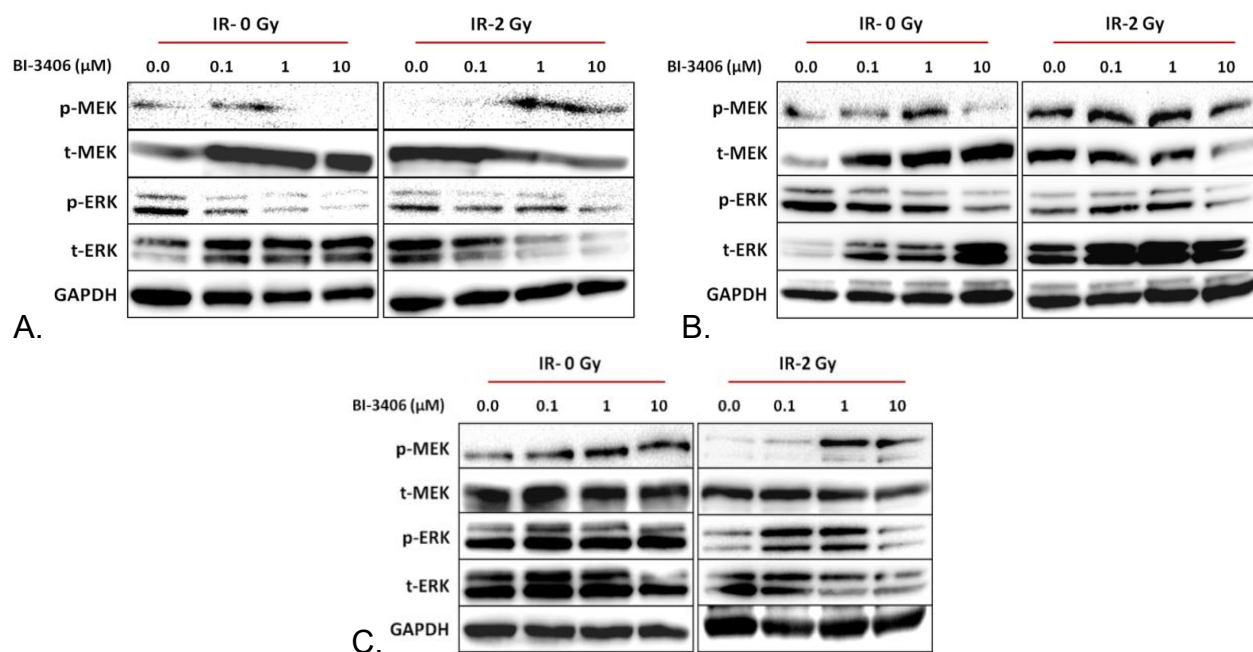 IR- 0 Gy IR-2 Gy
BI-3406 (µM) 0.0 0.1 1 10 0.0 0.1 1 10
p-MEK
t-MEK
p-ERK
t-ERK
GAPDH
A.
IR- 0 Gy IR-2 Gy
BI-3406 (µM) 0.0 0.1 1 10 0.0 0.1 1 10
p-MEK
t-MEK
p-ERK
t-ERK
GAPDH
B.
IR- 0 Gy IR-2 Gy
BI-3406 (µM) 0.0 0.1 1 10 0.0 0.1 1 10
p-MEK
t-MEK
p-ERK
t-ERK
GAPDH
C.